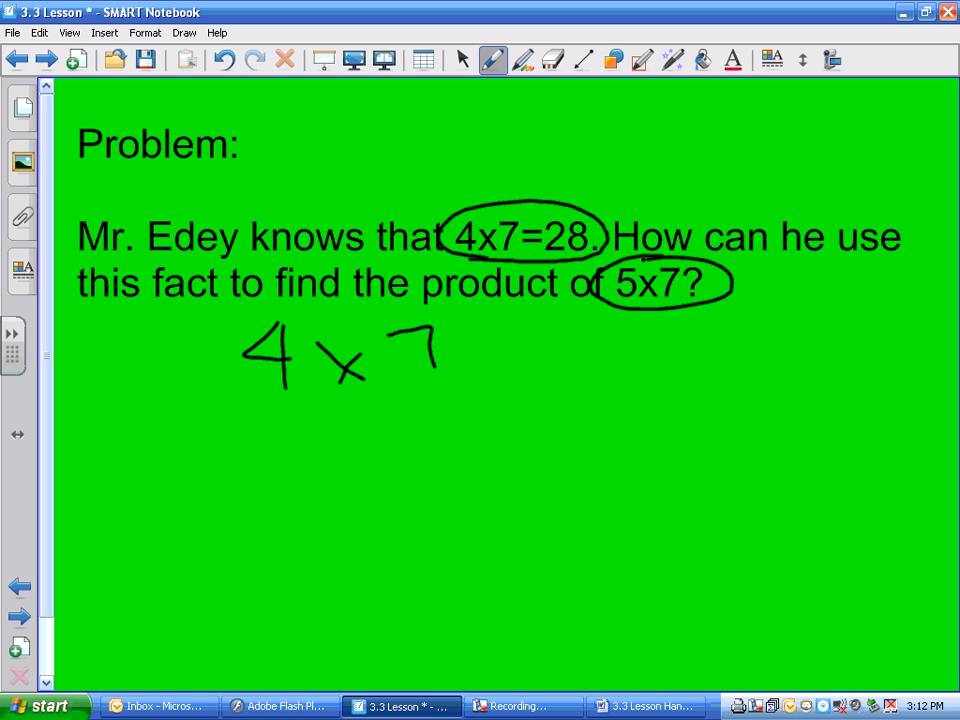 3.3 Lesson * - SMART Notebook
File Edit View Insert Format Draw Help
Problem:
Mr. Edey knows that 4x7=28. How can he use
this fact to find the product of 5x7?
4 x 7
start Inbox - Micros... Adobe Flash Pl... 3.3 Lesson * - ... Recording... 3.3 Lesson Han... 3:12 PM